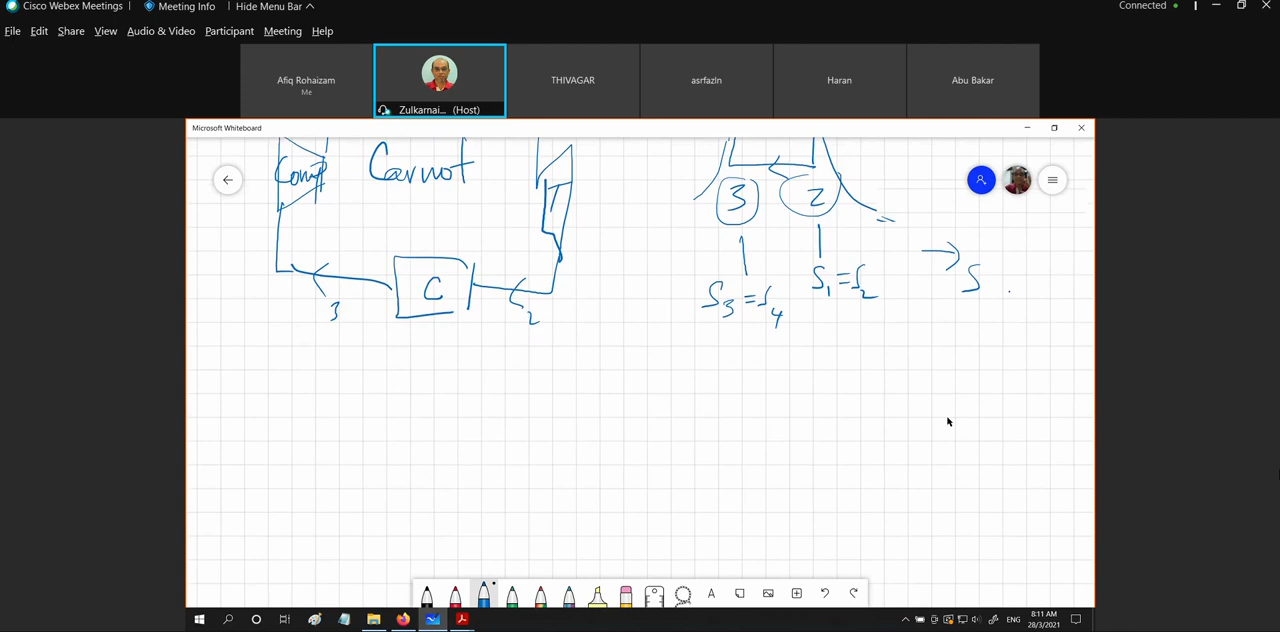 Cisco Webex Meetings | Meeting Info | Hide Menu Bar
Connected
File Edit Share View Audio & Video Participant Meeting Help
Afiq Rohaizam
Me
Zulkarnai... (Host)
THIVAGAR
asrfazln
Haran
Abu Bakar
Microsoft Whiteboard
Comp Carnot T
C
3
2
3 2
S3 = S4
S1 = S2
S
A
ENG
8:11 AM
28/3/2021